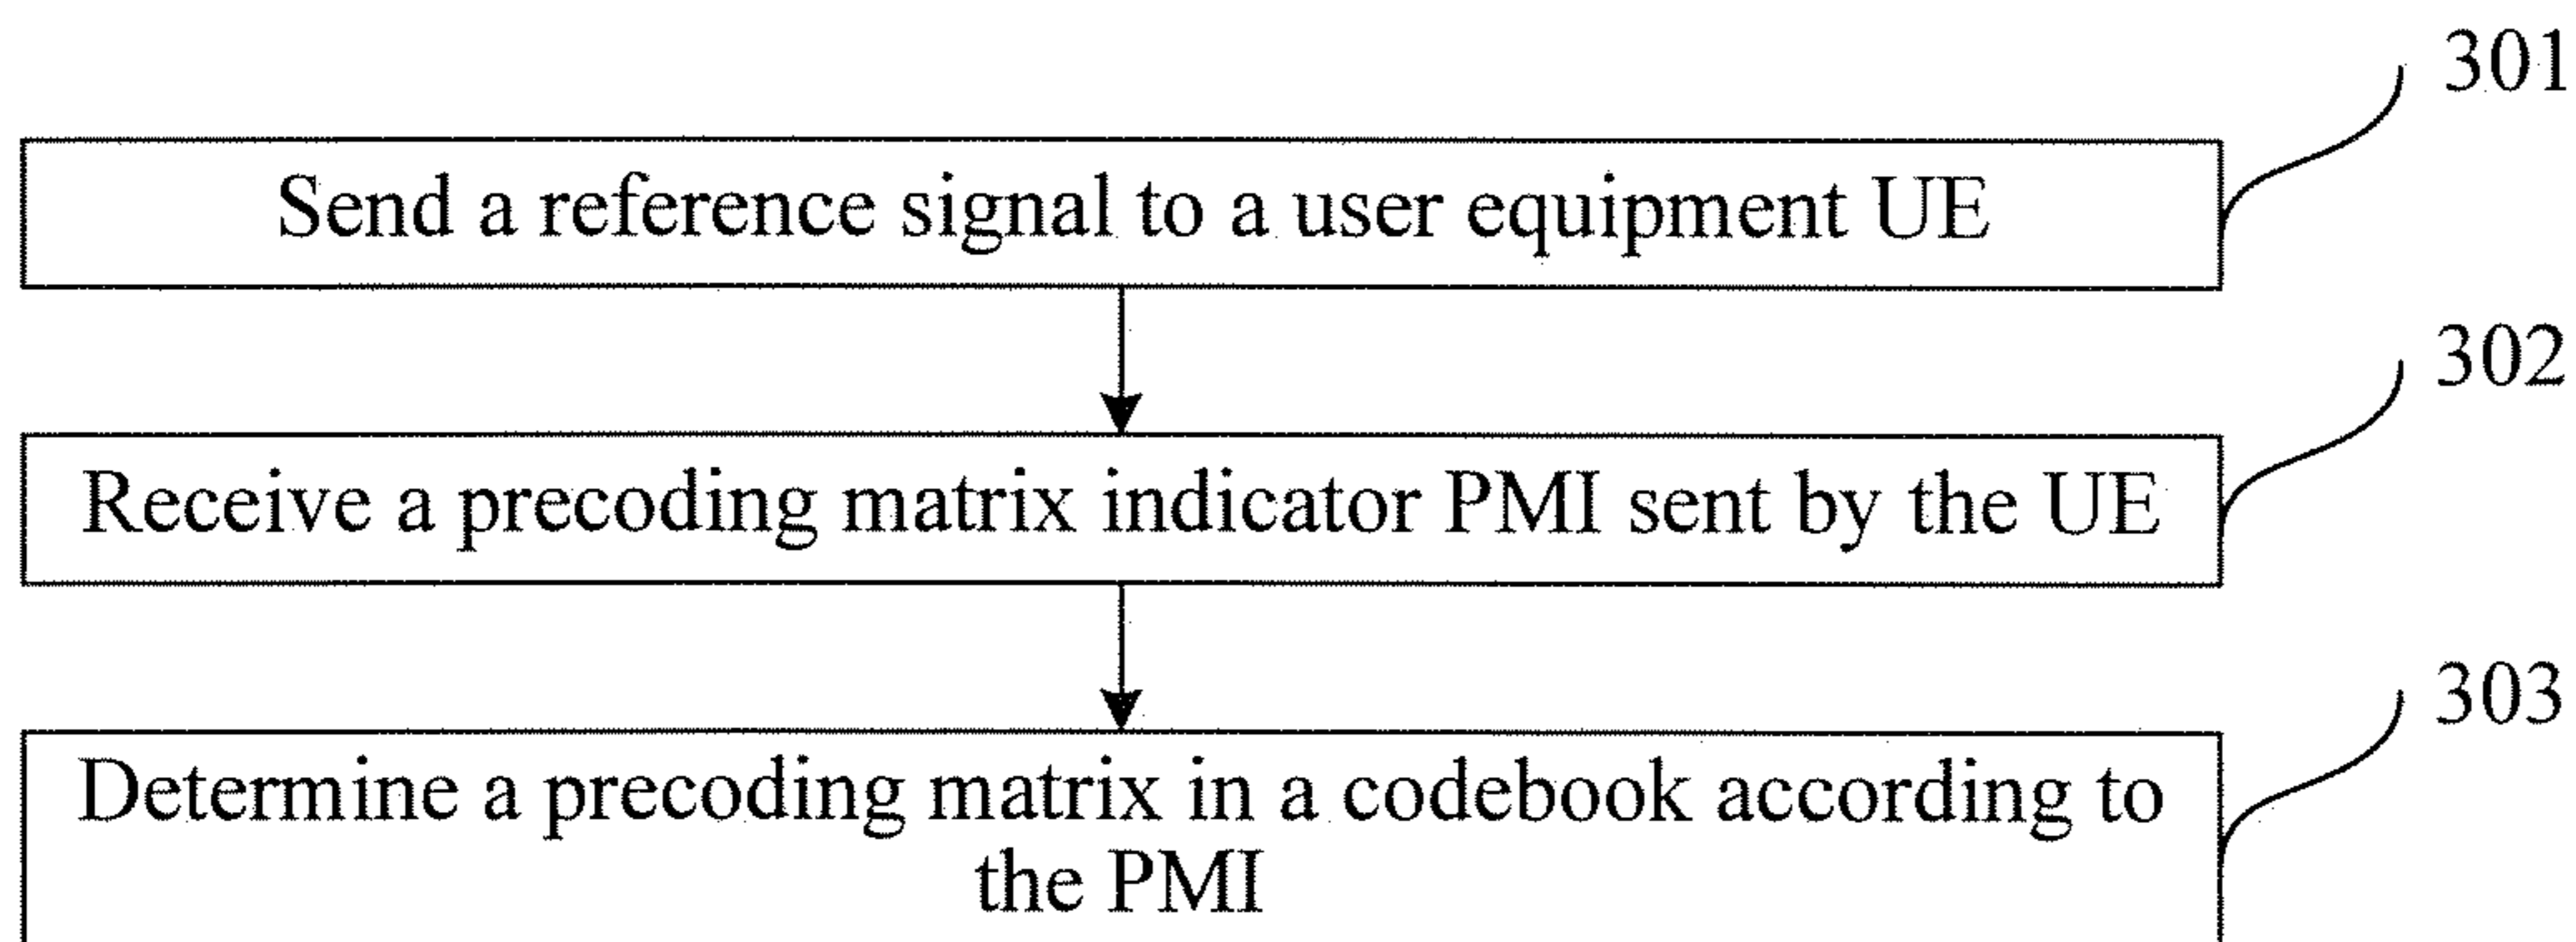 301
Send a reference signal to a user equipment UE
302
Receive a precoding matrix indicator PMI sent by the UE
303
Determine a precoding matrix in a codebook according to
the PMI